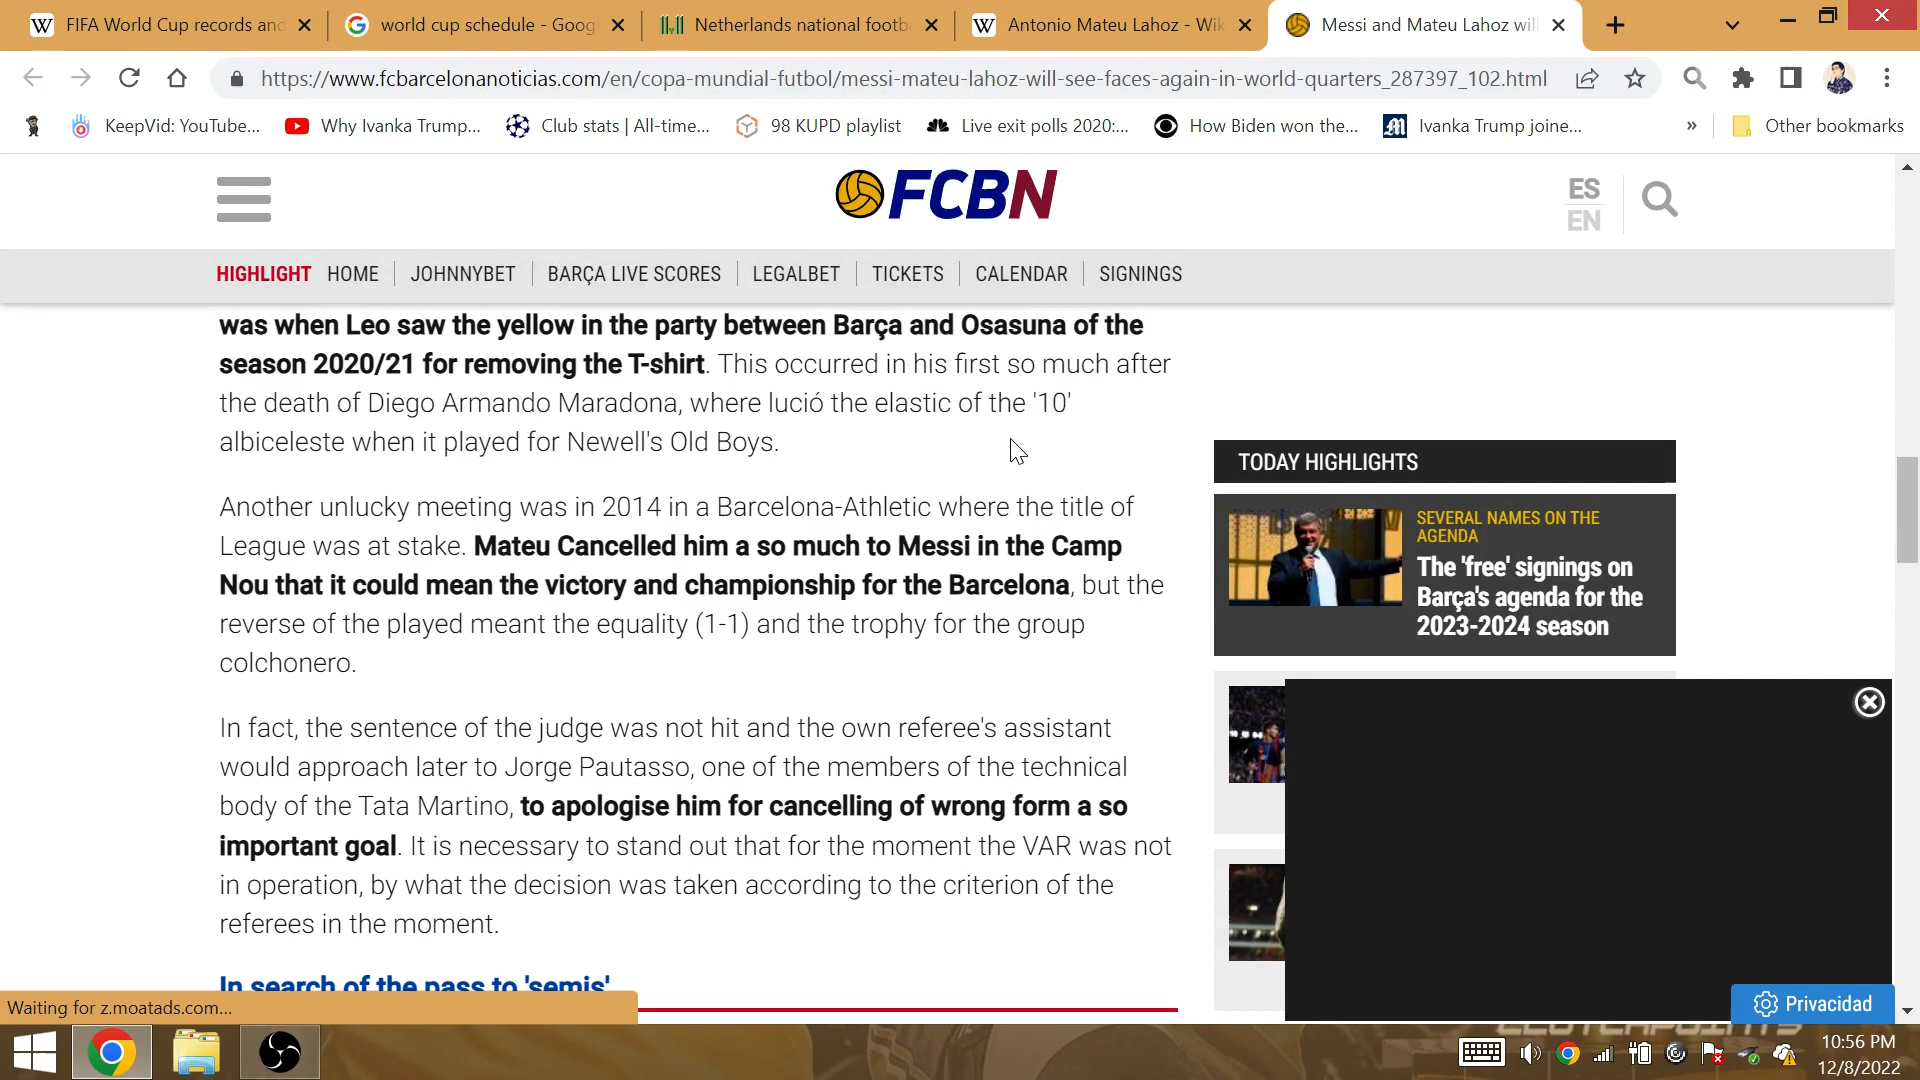 FIFA World Cup records and
world cup schedule - Goog
Netherlands national footb
Antonio Mateu Lahoz - Wik
Messi and Mateu Lahoz wil
https://www.fcbarcelonanoticias.com/en/copa-mundial-futbol/messi-mateu-lahoz-will-see-faces-again-in-world-quarters_287397_102.html
KeepVid: YouTube...
Why Ivanka Trump...
Club stats | All-time...
98 KUPD playlist
Live exit polls 2020:...
How Biden won the...
Ivanka Trump joine...
»
Other bookmarks
FCBN
ES
EN
HIGHLIGHT HOME JOHNNYBET BARÇA LIVE SCORES LEGALBET TICKETS CALENDAR SIGNINGS
was when Leo saw the yellow in the party between Barça and Osasuna of the
season 2020/21 for removing the T-shirt. This occurred in his first so much after
the death of Diego Armando Maradona, where lució the elastic of the '10'
albiceleste when it played for Newell's Old Boys.
Another unlucky meeting was in 2014 in a Barcelona-Athletic where the title of
League was at stake. Mateu Cancelled him a so much to Messi in the Camp
Nou that it could mean the victory and championship for the Barcelona, but the
reverse of the played meant the equality (1-1) and the trophy for the group
colchonero.
In fact, the sentence of the judge was not hit and the own referee's assistant
would approach later to Jorge Pautasso, one of the members of the technical
body of the Tata Martino, to apologise him for cancelling of wrong form a so
important goal. It is necessary to stand out that for the moment the VAR was not
in operation, by what the decision was taken according to the criterion of the
referees in the moment.
In search of the pass to 'semis'
TODAY HIGHLIGHTS
SEVERAL NAMES ON THE
AGENDA
The 'free' signings on
Barça's agenda for the
2023-2024 season
Privacidad
Waiting for z.moatads.com...
10:56 PM
12/8/2022